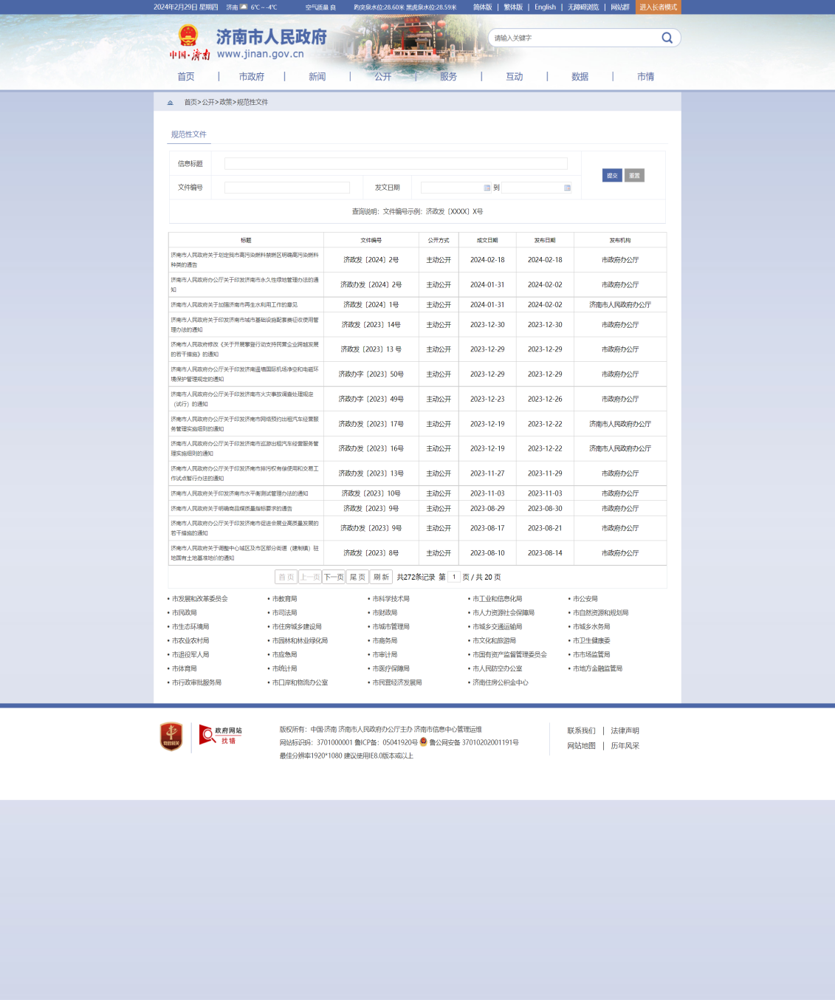 2024年2月29日 星期四 济南 6℃~-4℃ 空气质量 良 趵突泉水位:28.60米 黑虎泉水位:28.59米 简体版 | 繁体版 | English | 无障碍浏览 | 网站群 进入长者模式
济南市人民政府
中国·济南 www.jinan.gov.cn
请输入关键字
首页 | 市政府 | 新闻 | 公开 | 服务 | 互动 | 数据 | 市情
首页>公开>政策>规范性文件
规范性文件
信息标题
提交 重置
文件编号 发文日期 到
查询说明：文件编号示例：济政发〔XXXX〕X号
标题 文件编号 公开方式 成文日期 发布日期 发布机构
济南市人民政府关于划定我市高污染燃料禁燃区明确高污染燃料
种类的通告 济政发〔2024〕2号 主动公开 2024-02-18 2024-02-18 市政府办公厅
济南市人民政府办公厅关于印发济南市永久性绿地管理办法的通
知 济政办发〔2024〕2号 主动公开 2024-01-31 2024-02-02 市政府办公厅
济南市人民政府关于加强济南市再生水利用工作的意见 济政发〔2024〕1号 主动公开 2024-01-31 2024-02-02 济南市人民政府办公厅
济南市人民政府关于印发济南市城市基础设施配套费征收使用管
理办法的通知 济政发〔2023〕14号 主动公开 2023-12-30 2023-12-30 市政府办公厅
济南市人民政府修改《关于开展攀登行动支持民营企业跨越发展
的若干措施》的通知 济政发〔2023〕13 号 主动公开 2023-12-29 2023-12-29 市政府办公厅
济南市人民政府办公厅关于印发济南遥墙国际机场净空和电磁环
境保护管理规定的通知 济政办字〔2023〕50号 主动公开 2023-12-29 2023-12-29 市政府办公厅
济南市人民政府办公厅关于印发济南市火灾事故调查处理规定
（试行）的通知 济政办字〔2023〕49号 主动公开 2023-12-23 2023-12-26 市政府办公厅
济南市人民政府办公厅关于印发济南市网络预约出租汽车经营服
务管理实施细则的通知 济政办发〔2023〕17号 主动公开 2023-12-19 2023-12-22 济南市人民政府办公厅
济南市人民政府办公厅关于印发济南市巡游出租汽车经营服务管
理实施细则的通知 济政办发〔2023〕16号 主动公开 2023-12-19 2023-12-22 济南市人民政府办公厅
济南市人民政府办公厅关于印发济南市排污权有偿使用和交易工
作试点暂行办法的通知 济政办发〔2023〕13号 主动公开 2023-11-27 2023-11-29 市政府办公厅
济南市人民政府关于印发济南市水平衡测试管理办法的通知 济政发〔2023〕10号 主动公开 2023-11-03 2023-11-03 市政府办公厅
济南市人民政府关于明确商品煤质量指标要求的通告 济政发〔2023〕9号 主动公开 2023-08-29 2023-08-30 市政府办公厅
济南市人民政府办公厅关于印发济南市促进会展业高质量发展的
若干措施的通知 济政办发〔2023〕9号 主动公开 2023-08-17 2023-08-21 市政府办公厅
济南市人民政府关于调整中心城区及市区部分街道（建制镇）驻
地国有土地基准地价的通知 济政发〔2023〕8号 主动公开 2023-08-10 2023-08-14 市政府办公厅
首 页 上一页 下一页 尾 页 刷 新 共272条记录 第 1 页 / 共 20 页
• 市发展和改革委员会 • 市教育局 • 市科学技术局 • 市工业和信息化局 • 市公安局
• 市民政局 • 市司法局 • 市财政局 • 市人力资源社会保障局 • 市自然资源和规划局
• 市生态环境局 • 市住房城乡建设局 • 市城市管理局 • 市城乡交通运输局 • 市城乡水务局
• 市农业农村局 • 市园林和林业绿化局 • 市商务局 • 市文化和旅游局 • 市卫生健康委
• 市退役军人局 • 市应急局 • 市审计局 • 市国有资产监督管理委员会 • 市市场监管局
• 市体育局 • 市统计局 • 市医疗保障局 • 市人民防空办公室 • 市地方金融监管局
• 市行政审批服务局 • 市口岸和物流办公室 • 市民营经济发展局 • 济南住房公积金中心
党政机关
政府网站
找错
版权所有：中国·济南 济南市人民政府办公厅主办 济南市信息中心管理运维
网站标识码：3701000001 鲁ICP备：05041920号 鲁公网安备 37010202001191号
最佳分辨率1920*1080 建议使用IE8.0版本或以上
联系我们 | 法律声明
网站地图 | 历年风采